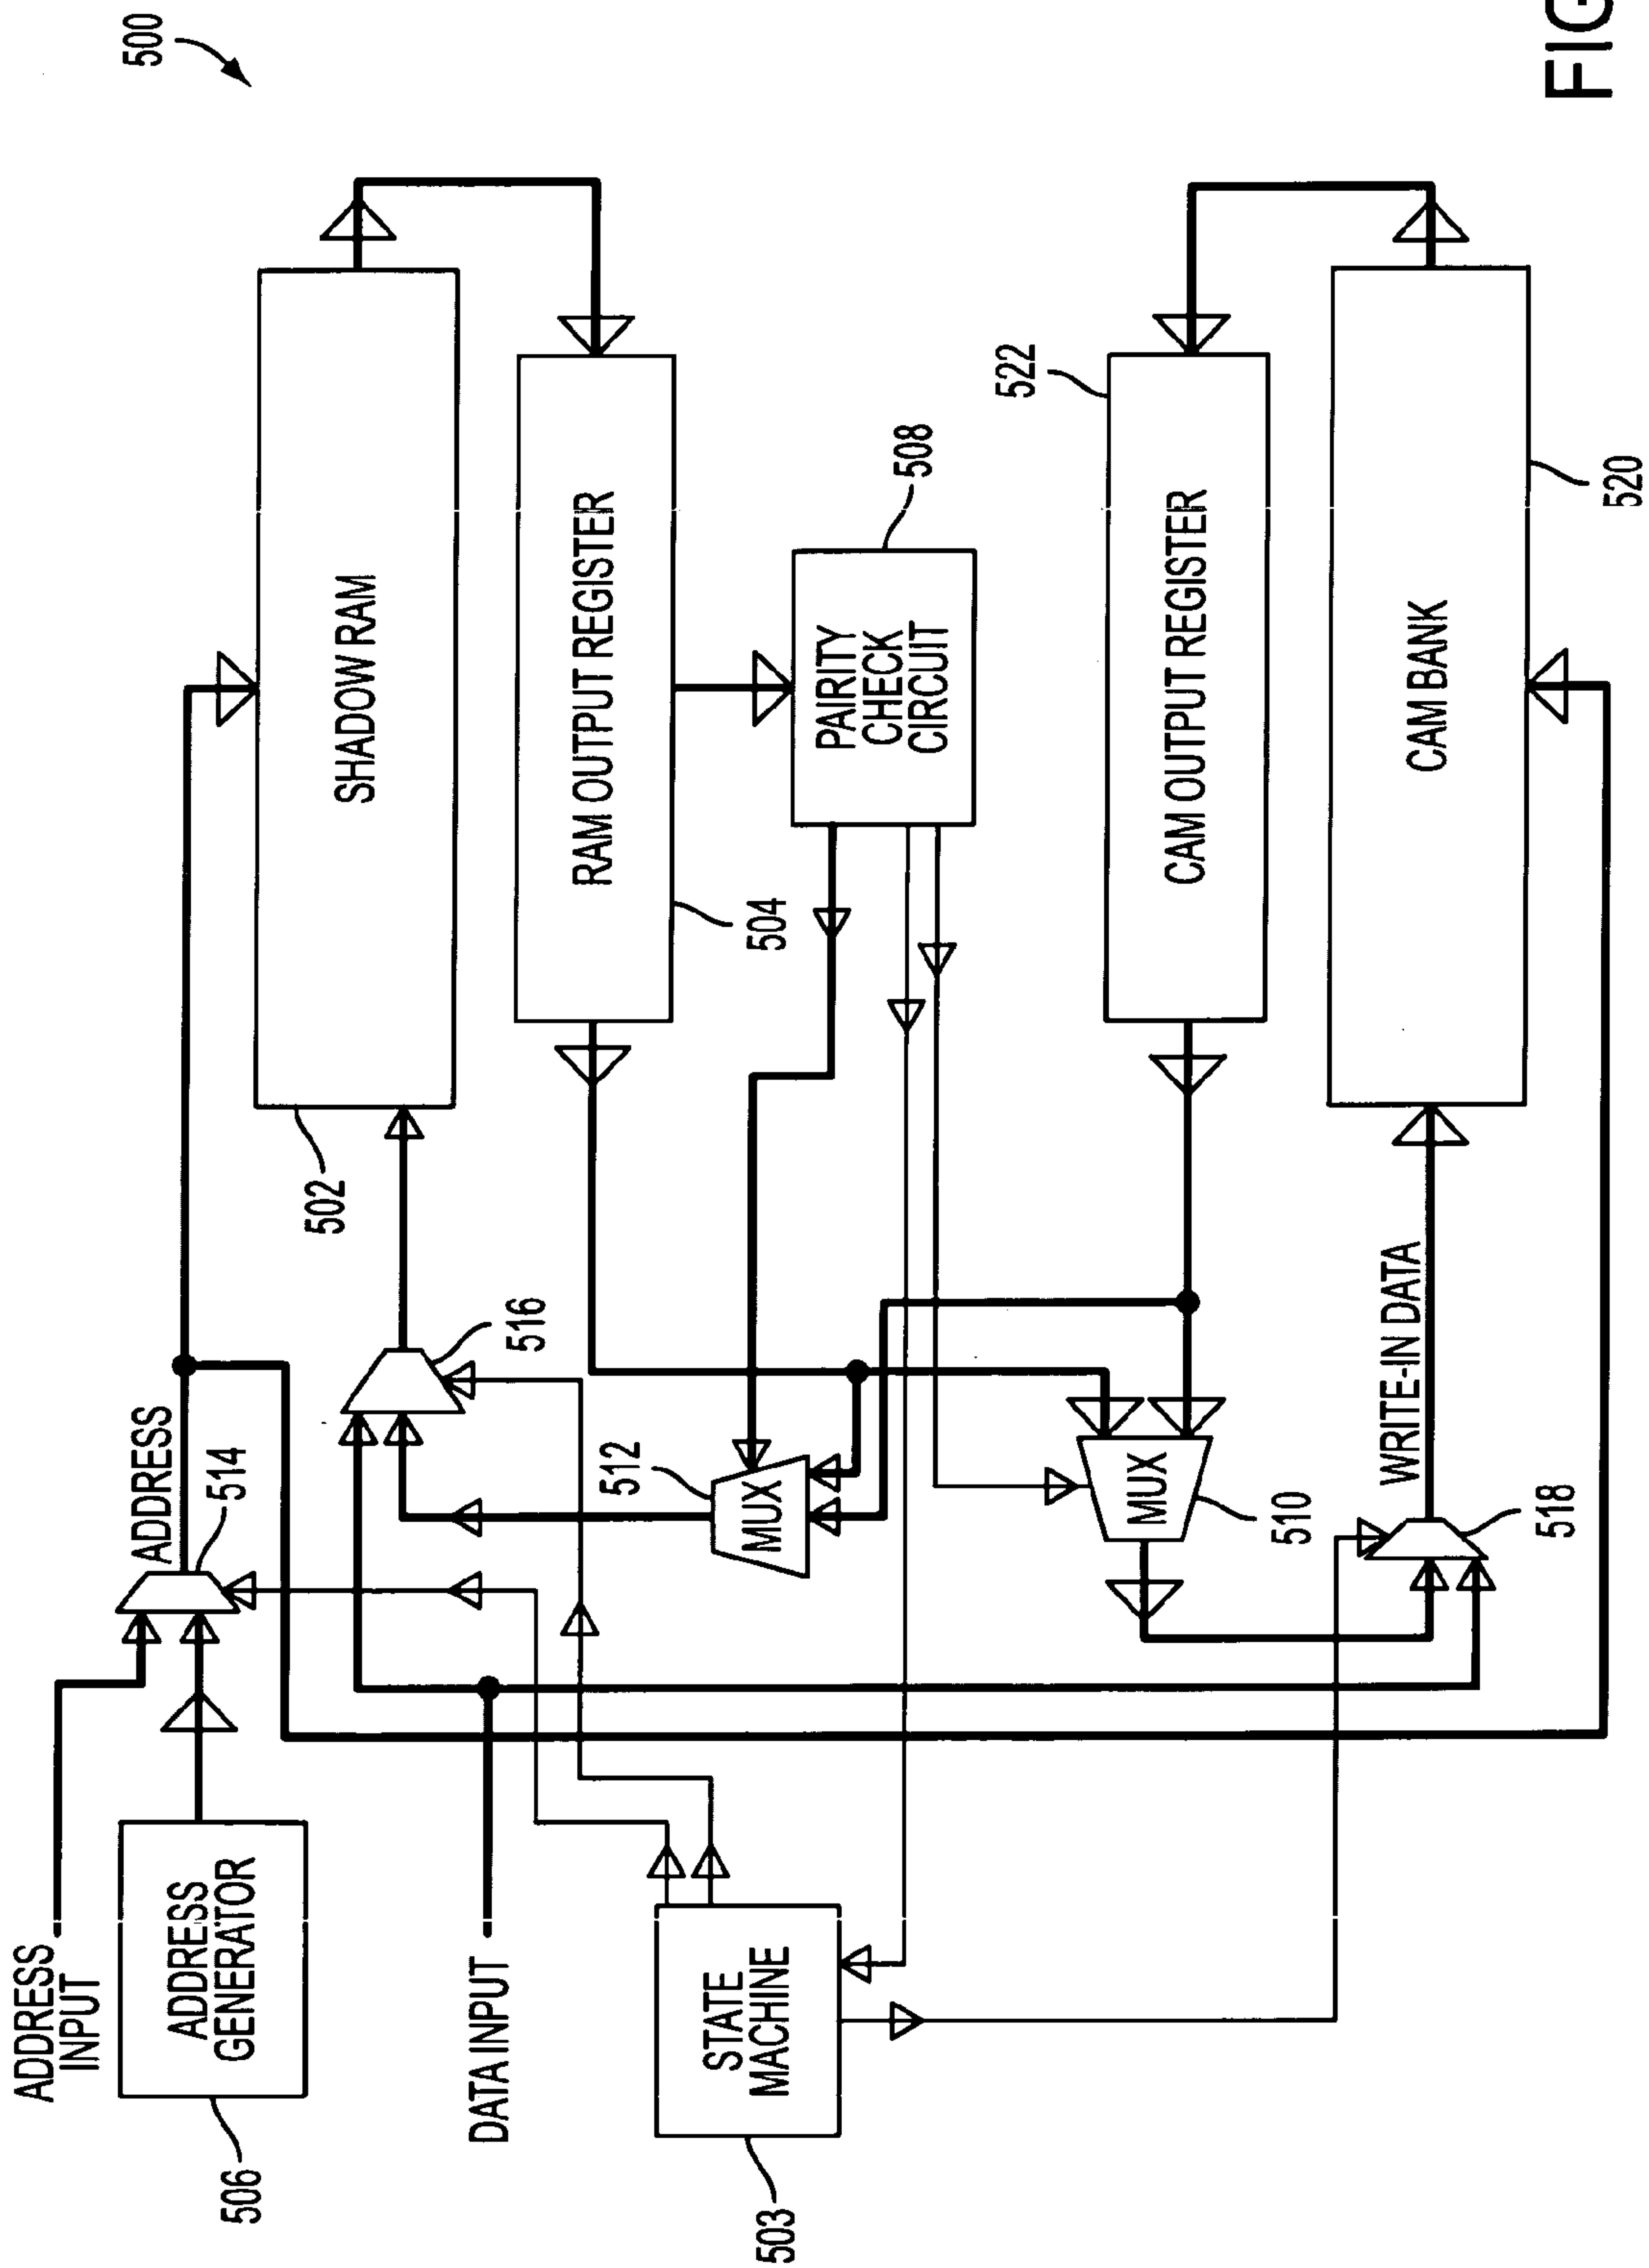 500
ADDRESS
INPUT
ADDRESS
GENERATOR
506
ADDRESS
514
DATA INPUT
502
SHADOW RAM
516
RAM OUTPUT REGISTER
504
512
MUX
PAIRITY
CHECK
CIRCUIT
508
STATE
MACHINE
503
522
CAM OUTPUT REGISTER
MUX
510
WRITE-IN DATA
518
CAM BANK
520
FIG